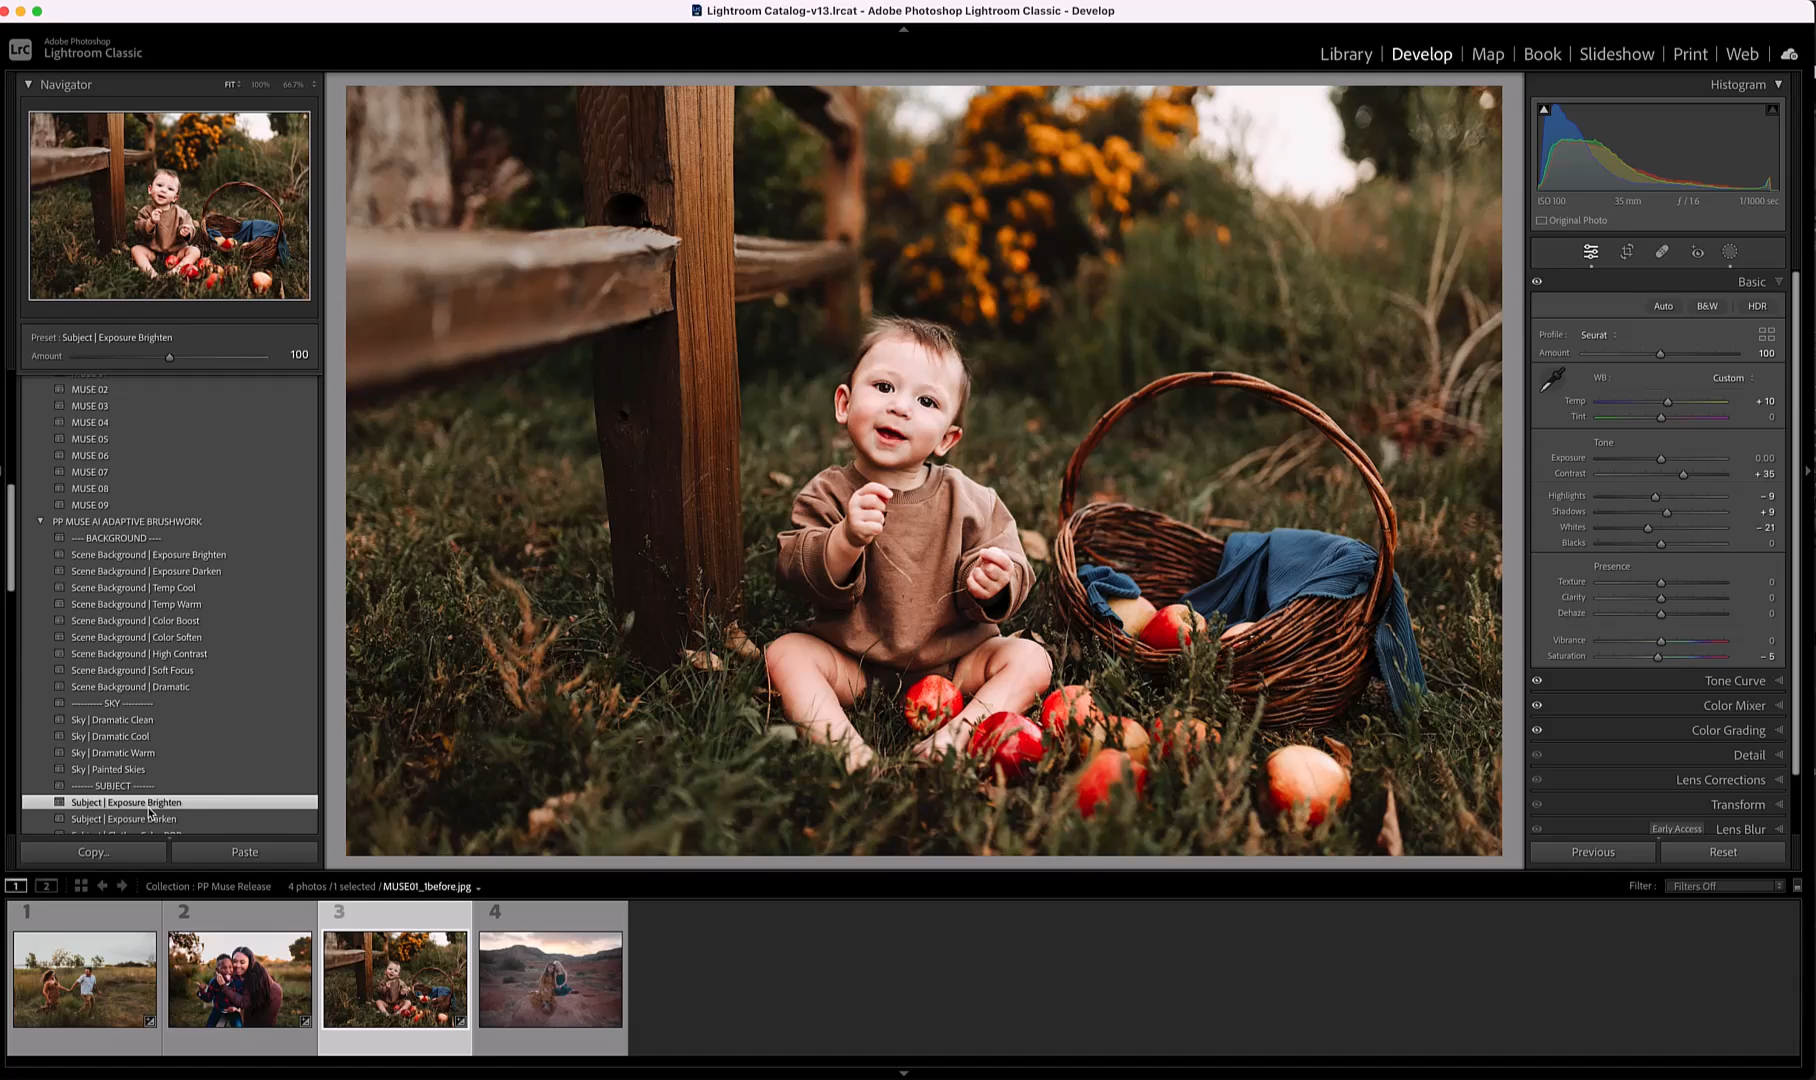 Lightroom Catalog-v13.lrcat - Adobe Photoshop Lightroom Classic - Develop
LrC
Adobe Photoshop
Lightroom Classic
Library | Develop | Map | Book | Slideshow | Print | Web
Navigator FIT 100% 66.7%
Preset : Subject | Exposure Brighten
Amount 100
MUSE 02
MUSE 03
MUSE 04
MUSE 05
MUSE 06
MUSE 07
MUSE 08
MUSE 09
PP MUSE AI ADAPTIVE BRUSHWORK
---- BACKGROUND ----
Scene Background | Exposure Brighten
Scene Background | Exposure Darken
Scene Background | Temp Cool
Scene Background | Temp Warm
Scene Background | Color Boost
Scene Background | Color Soften
Scene Background | High Contrast
Scene Background | Soft Focus
Scene Background | Dramatic
---------- SKY ----------
Sky | Dramatic Clean
Sky | Dramatic Cool
Sky | Dramatic Warm
Sky | Painted Skies
------- SUBJECT -------
Subject | Exposure Brighten
Subject | Exposure Darken
Copy... Paste
Histogram
ISO 100 35 mm ƒ / 1.6 1/1000 sec
Original Photo
Basic
Auto B&W HDR
Profile : Seurat
Amount 100
WB : Custom
Temp + 10
Tint 0
Tone
Exposure 0.00
Contrast + 35
Highlights − 9
Shadows + 9
Whites − 21
Blacks 0
Presence
Texture 0
Clarity 0
Dehaze 0
Vibrance 0
Saturation − 5
Tone Curve
Color Mixer
Color Grading
Detail
Lens Corrections
Transform
Early Access Lens Blur
Previous Reset
1 2 Collection : PP Muse Release 4 photos / 1 selected / MUSE01_1before.jpg Filter : Filters Off
1 2 3 4